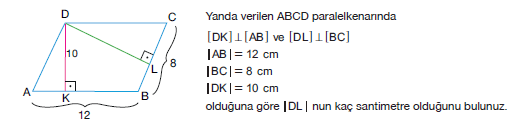 D
C
10
L
8
A
K
B
12
Yanda verilen ABCD paralelkenarında
[DK]⊥[AB] ve [DL]⊥[BC]
|AB| = 12 cm
|BC| = 8 cm
|DK| = 10 cm
olduğuna göre |DL| nun kaç santimetre olduğunu bulunuz.